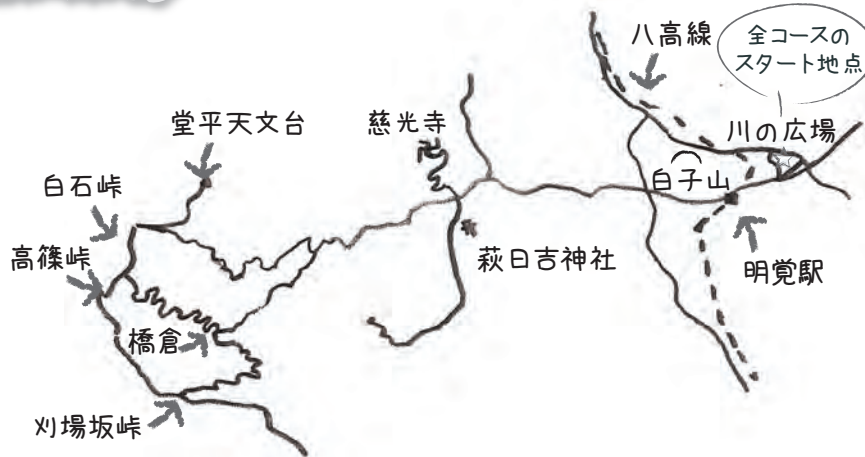 八高線
全コースの
スタート地点
堂平天文台
慈光寺
川の広場
白石峠
白子山
高篠峠
萩日吉神社
明覚駅
橋倉
刈場坂峠